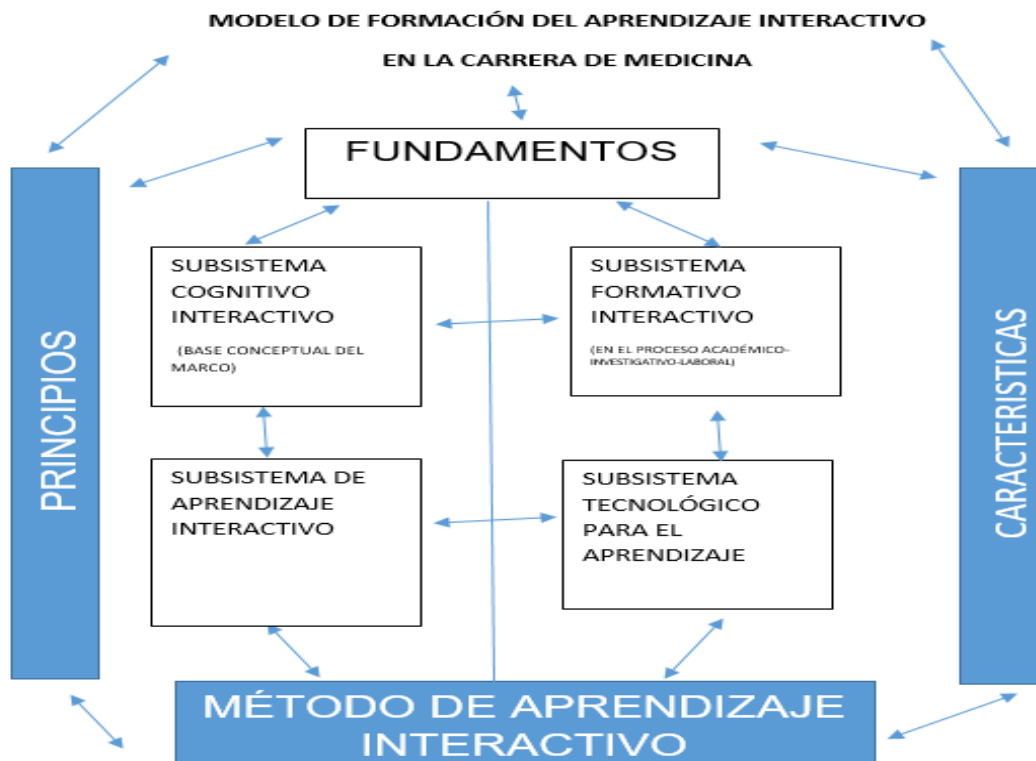 MODELO DE FORMACIÓN DEL APRENDIZAJE INTERACTIVO
EN LA CARRERA DE MEDICINA
FUNDAMENTOS
PRINCIPIOS
SUBSISTEMA
COGNITIVO
INTERACTIVO
(BASE CONCEPTUAL DEL
MARCO)
SUBSISTEMA
FORMATIVO
INTERACTIVO
(EN EL PROCESO ACADÉMICO-
INVESTIGATIVO-LABORAL)
CARACTERISTICAS
SUBSISTEMA DE
APRENDIZAJE
INTERACTIVO
SUBSISTEMA
TECNOLÓGICO
PARA EL
APRENDIZAJE
MÉTODO DE APRENDIZAJE
INTERACTIVO